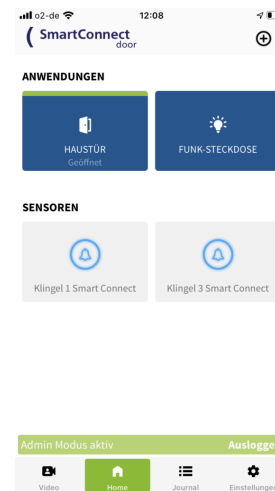 o2-de 12:08
SmartConnect
door
ANWENDUNGEN
HAUSTÜR
Geöffnet
FUNK-STECKDOSE
SENSOREN
Klingel 1 Smart Connect
Klingel 3 Smart Connect
Admin Modus aktiv
Auslogge
Video
Home
Journal
Einstellungen